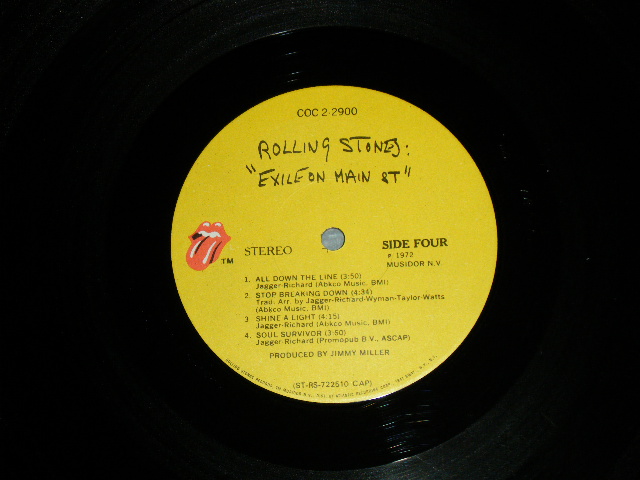 COC 2-2900
ROLLING STONES:
"EXILE ON MAIN ST"
TM
STEREO
SIDE FOUR
℗ 1972
MUSIDOR N.V.
1. ALL DOWN THE LINE (3:50)
Jagger-Richard (Abkco Music, BMI)
2. STOP BREAKING DOWN (4:34)
Trad. Arr. by Jagger-Richard-Wyman-Taylor-Watts
(Abkco Music, BMI)
3. SHINE A LIGHT (4:15)
Jagger-Richard (Abkco Music, BMI)
4. SOUL SURVIVOR (3:50)
Jagger-Richard (Promopub B.V., ASCAP)
PRODUCED BY JIMMY MILLER
(ST-RS-722510 CAP)